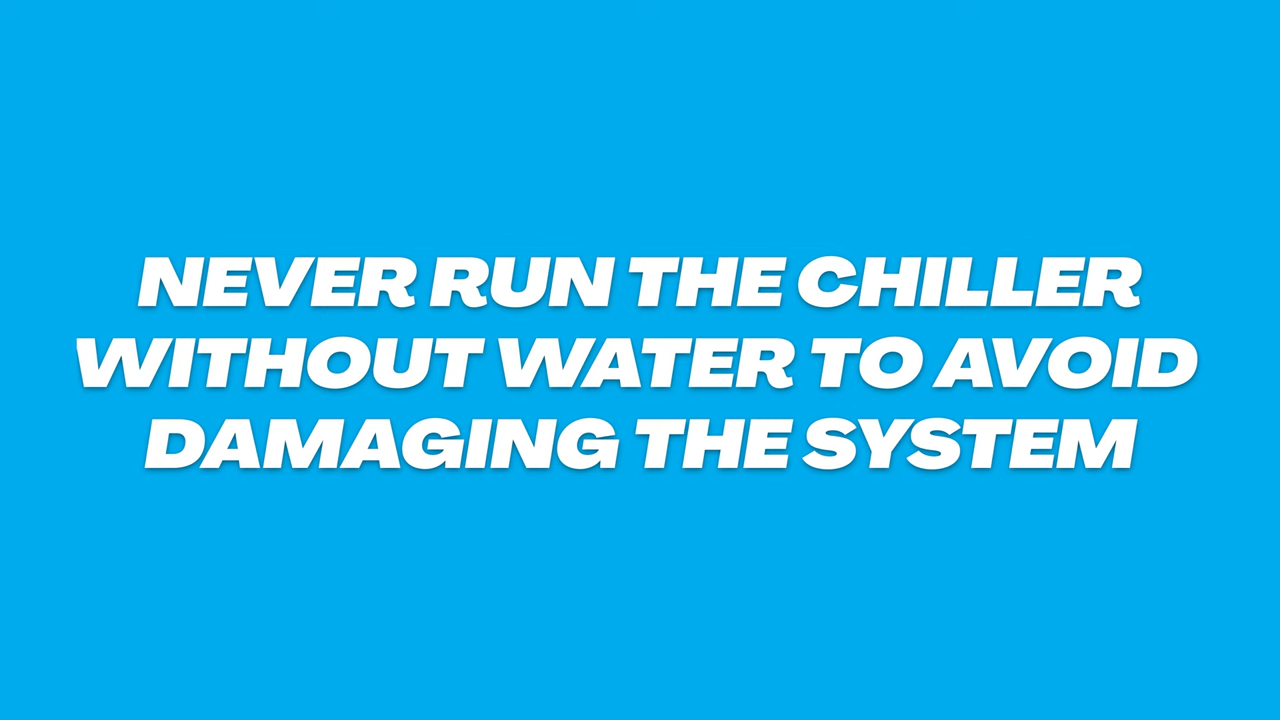 NEVER RUN THE CHILLER
WITHOUT WATER TO AVOID
DAMAGING THE SYSTEM